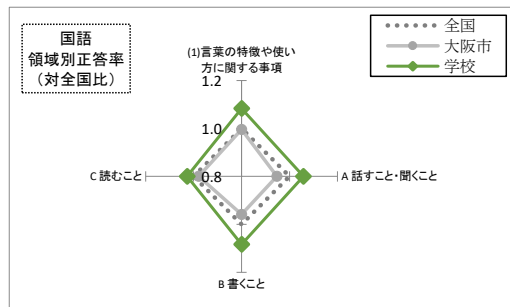 国語
領域別正答率
（対全国比）
全国
大阪市
学校
(1)言葉の特徴や使い
方に関する事項
1.2
1.0
0.8
C 読むこと
A 話すこと・聞くこと
B 書くこと